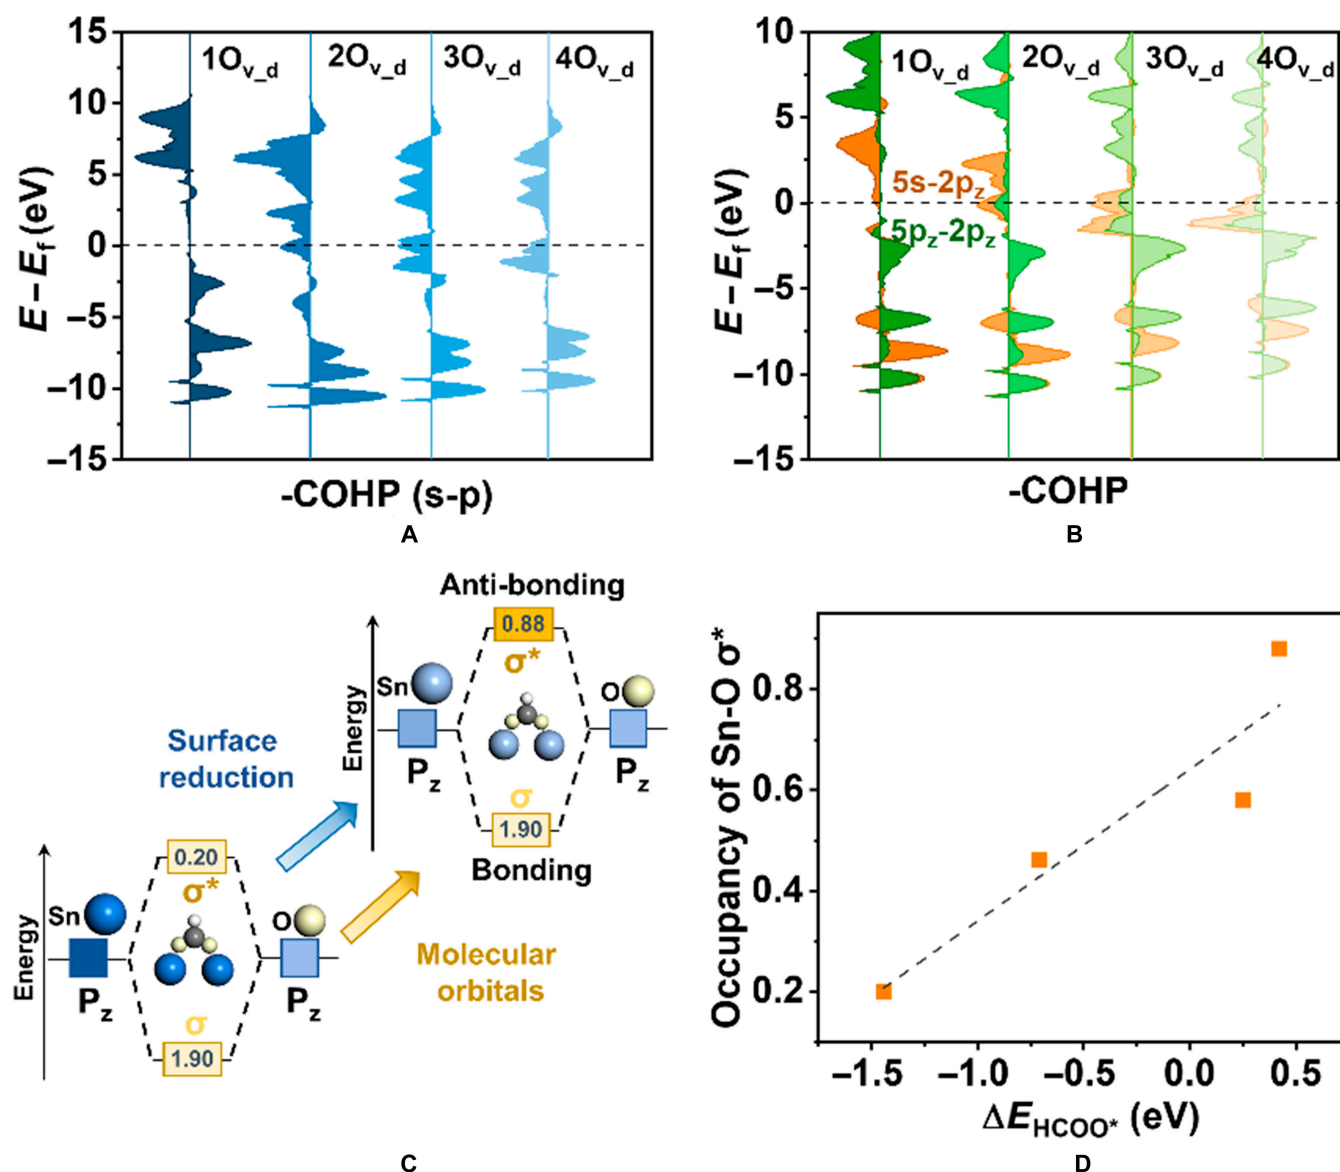 15
10
5
0
−5
−10
−15
E − Ef (eV)
1Ov_d
2Ov_d
3Ov_d
4Ov_d
-COHP (s-p)
A
10
5
0
−5
−10
−15
E − Ef (eV)
1Ov_d
2Ov_d
3Ov_d
4Ov_d
5s-2pz
5pz-2pz
-COHP
B
Anti-bonding
0.88
σ*
Sn
O
Energy
Pz
Pz
σ
1.90
Bonding
Surface
reduction
0.20
σ*
Sn
O
Energy
Pz
Pz
σ
1.90
Molecular
orbitals
C
Occupancy of Sn-O σ*
0.8
0.6
0.4
0.2
−1.5
−1.0
−0.5
0.0
0.5
ΔEHCOO* (eV)
D